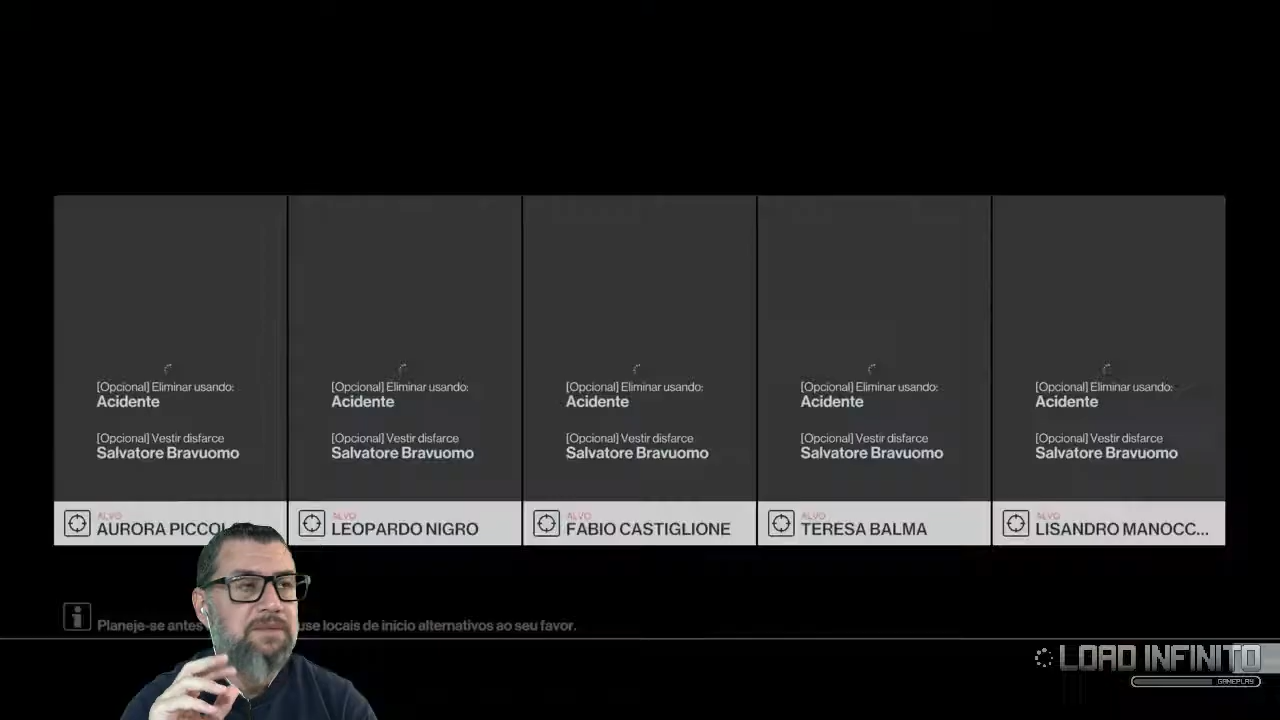 [Opcional] Eliminar usando:
Acidente
[Opcional] Vestir disfarce
Salvatore Bravuomo
ALVO
AURORA PICCOL
[Opcional] Eliminar usando:
Acidente
[Opcional] Vestir disfarce
Salvatore Bravuomo
ALVO
LEOPARDO NIGRO
[Opcional] Eliminar usando:
Acidente
[Opcional] Vestir disfarce
Salvatore Bravuomo
ALVO
FABIO CASTIGLIONE
[Opcional] Eliminar usando:
Acidente
[Opcional] Vestir disfarce
Salvatore Bravuomo
ALVO
TERESA BALMA
[Opcional] Eliminar usando:
Acidente
[Opcional] Vestir disfarce
Salvatore Bravuomo
ALVO
LISANDRO MANOCC...
Planeje-se antes use locais de início alternativos ao seu favor.
LOAD INFINITO
GAMEPLAY